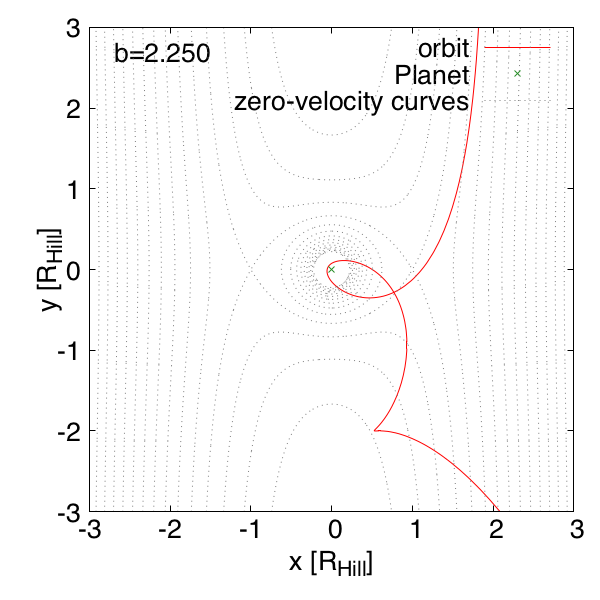 b=2.250
orbit
Planet
zero-velocity curves
3
2
1
0
-1
-2
-3
y [R_Hill]
-3
-2
-1
0
1
2
3
x [R_Hill]